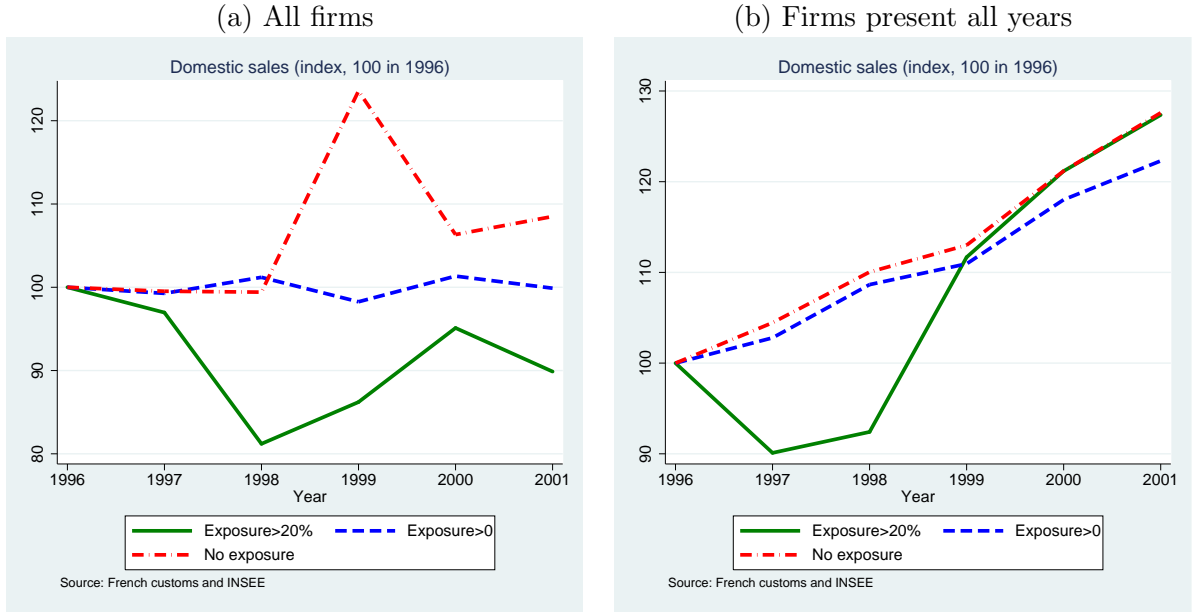 (a) All firms
Domestic sales (index, 100 in 1996)
120
110
100
90
80
1996 1997 1998 1999 2000 2001
Year
Exposure>20% Exposure>0
No exposure
Source: French customs and INSEE
(b) Firms present all years
Domestic sales (index, 100 in 1996)
130
120
110
100
90
1996 1997 1998 1999 2000 2001
Year
Exposure>20% Exposure>0
No exposure
Source: French customs and INSEE